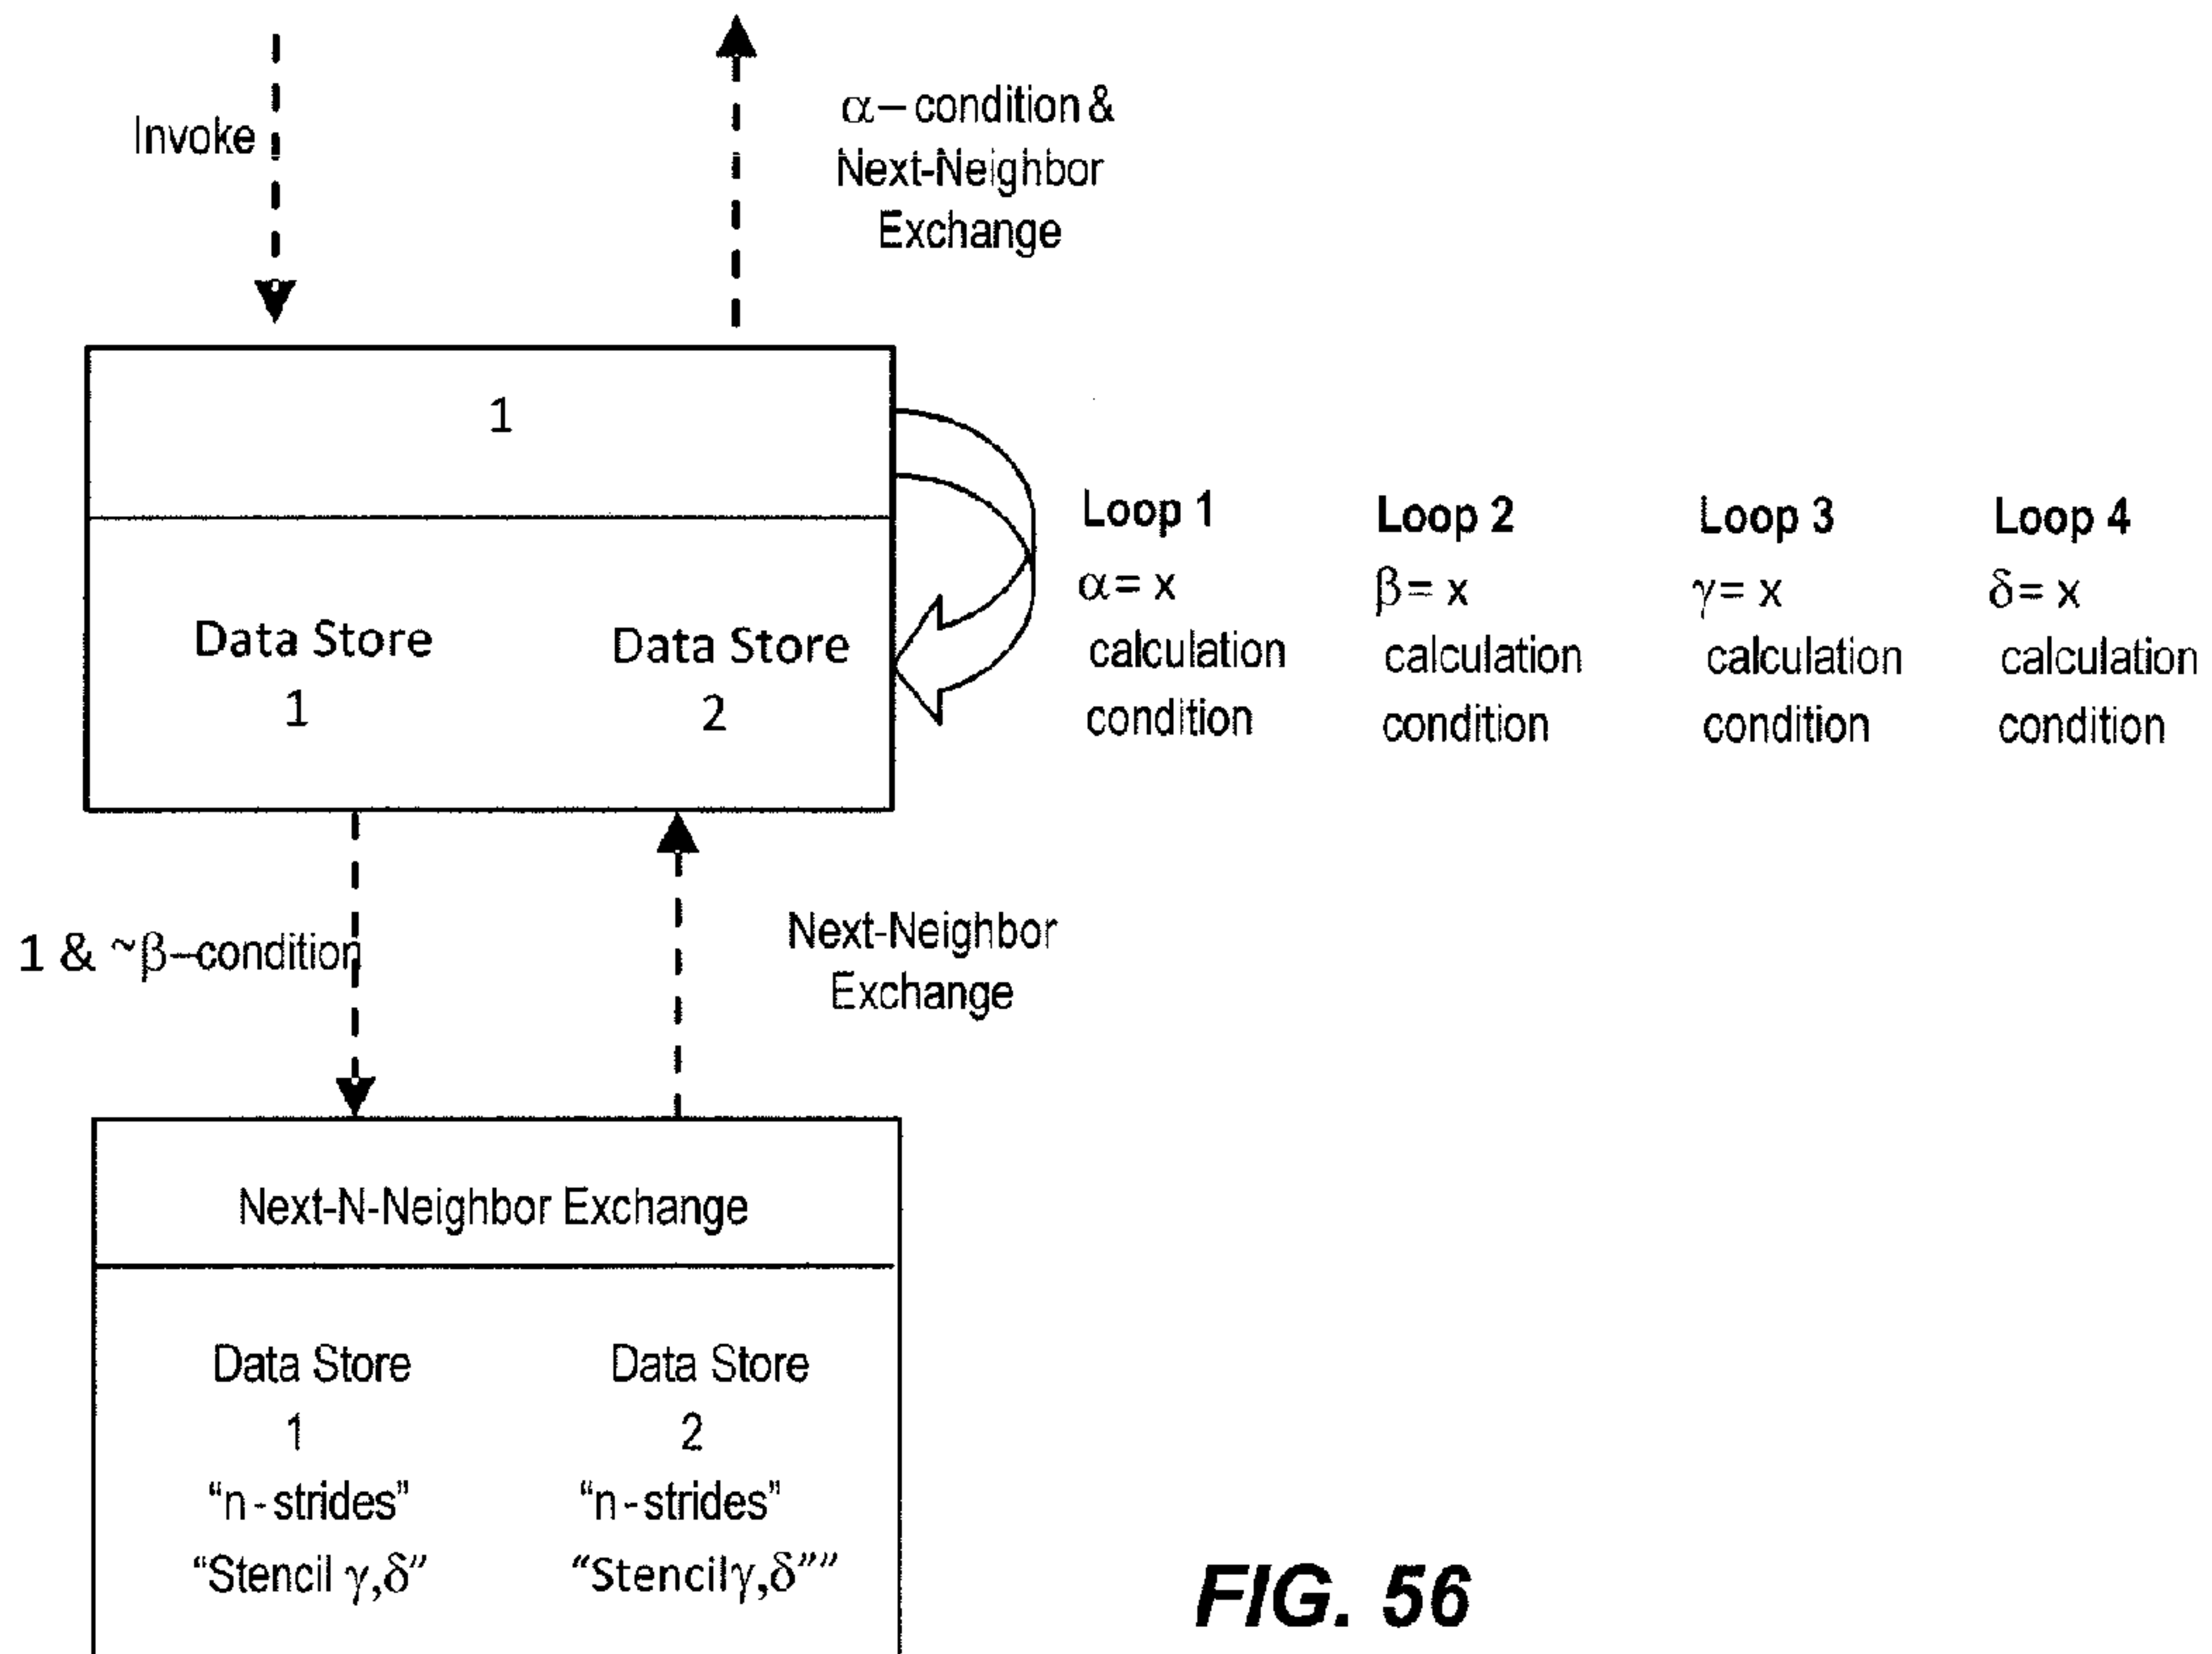 Invoke
α– condition &
Next-Neighbor
Exchange
1
Data Store
1
Data Store
2
Loop 1
α= x
calculation
condition
Loop 2
β= x
calculation
condition
Loop 3
γ= x
calculation
condition
Loop 4
δ= x
calculation
condition
1 & ~β–condition
Next-Neighbor
Exchange
Next-N-Neighbor Exchange
Data Store
1
“n-strides”
“Stencil γ,δ”
Data Store
2
“n-strides”
“Stencilγ,δ””
FIG. 56